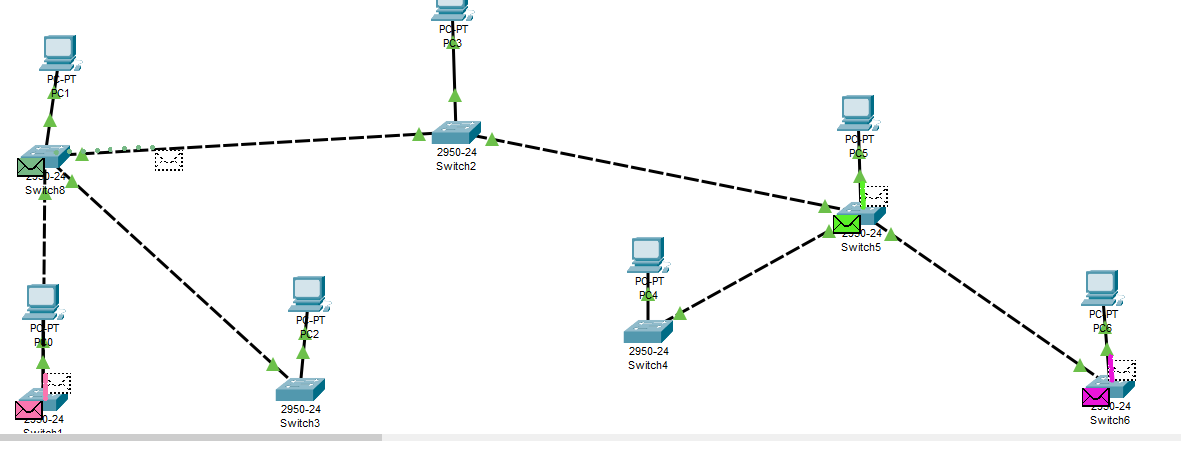 PC-PT
PC3
PC-PT
PC1
PC-PT
PC5
2950-24
Switch2
2950-24
Switch8
2950-24
Switch5
PC-PT
PC4
PC-PT
PC2
PC-PT
PC6
PC-PT
PC0
2950-24
Switch4
2950-24
Switch3
2950-24
Switch6
2950-24
Switch1